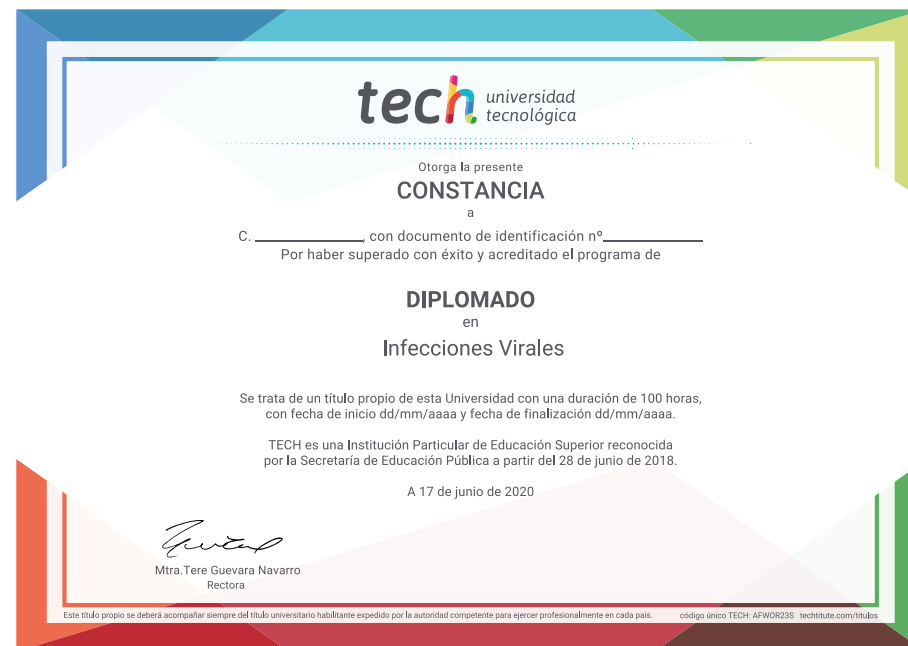 tech universidad
tecnológica
Otorga la presente
CONSTANCIA
a
C. ____________, con documento de identificación nº____________
Por haber superado con éxito y acreditado el programa de
DIPLOMADO
en
Infecciones Virales
Se trata de un título propio de esta Universidad con una duración de 100 horas,
con fecha de inicio dd/mm/aaaa y fecha de finalización dd/mm/aaaa.
TECH es una Institución Particular de Educación Superior reconocida
por la Secretaría de Educación Pública a partir del 28 de junio de 2018.
A 17 de junio de 2020
Mtra.Tere Guevara Navarro
Rectora
Este título propio se deberá acompañar siempre del título universitario habilitante expedido por la autoridad competente para ejercer profesionalmente en cada país. código único TECH: AFWOR23S techtitute.com/titulos